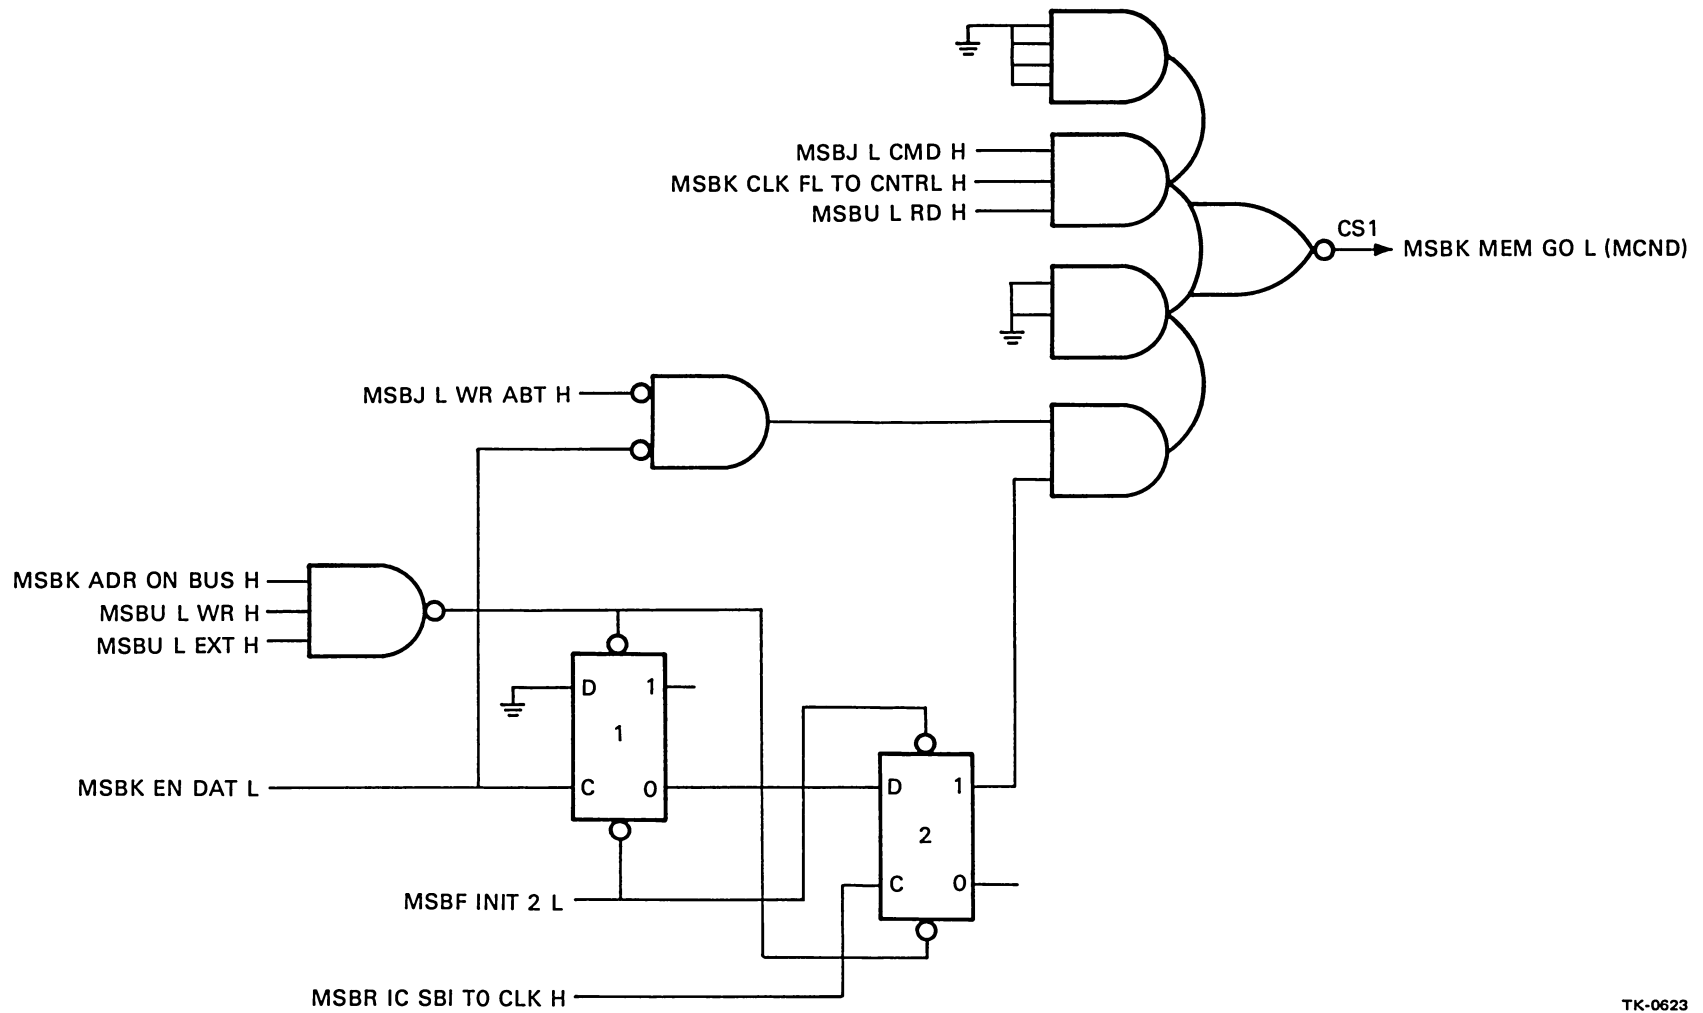 MSBJ L CMD H
MSBK CLK FL TO CNTRL H
MSBU L RD H
CS1
MSBK MEM GO L (MCND)
MSBJ L WR ABT H
MSBK ADR ON BUS H
MSBU L WR H
MSBU L EXT H
D 1
1
MSBK EN DAT L
C 0
D 1
2
C 0
MSBF INIT 2 L
MSBR IC SBI TO CLK H
TK-0623